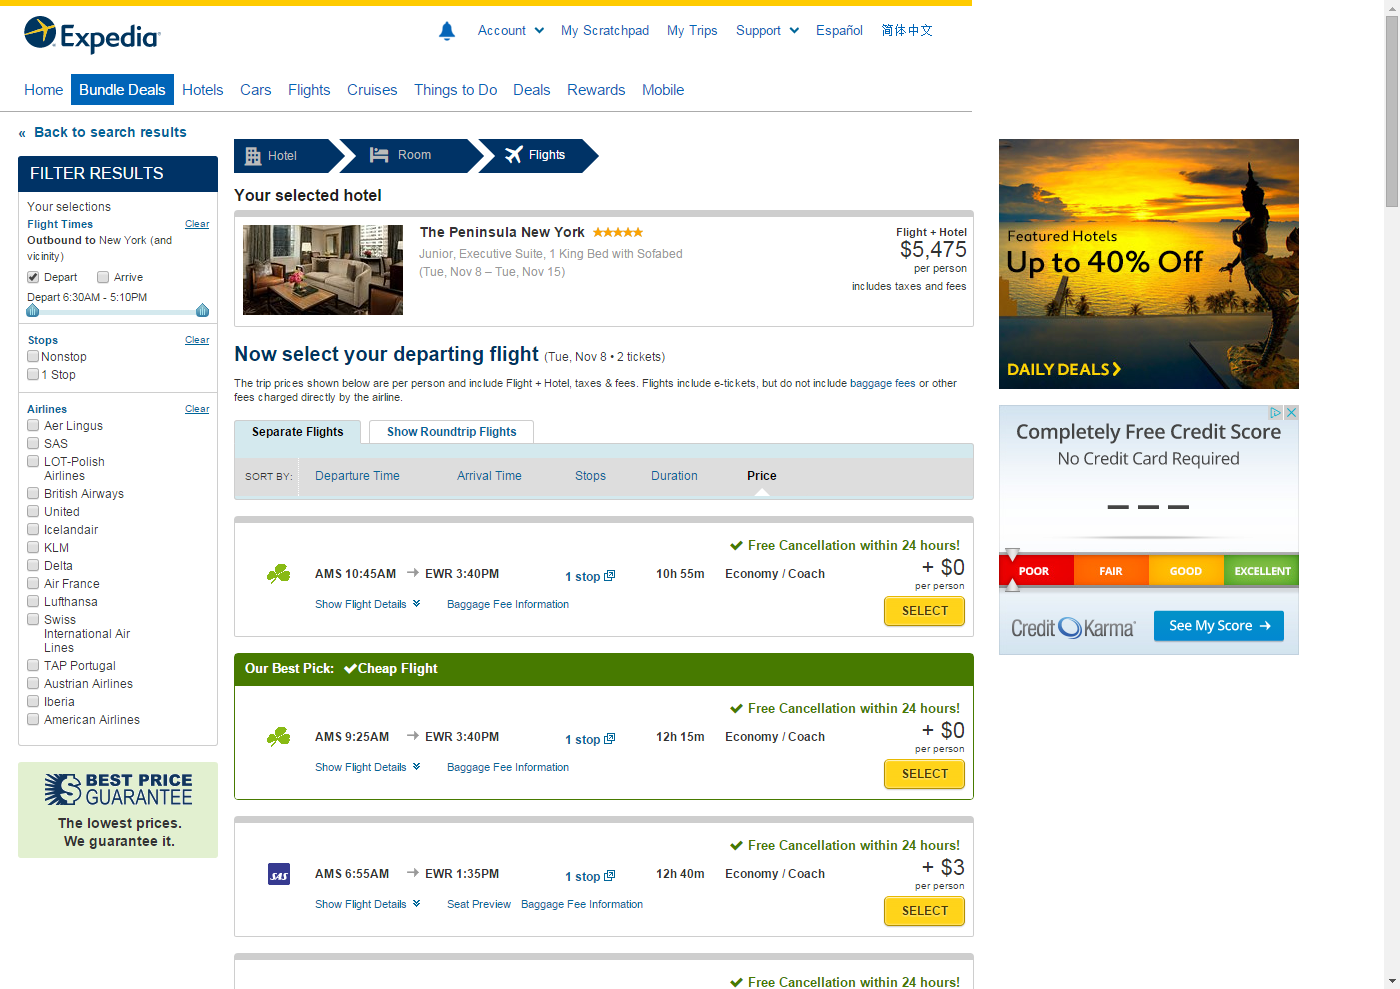 Expedia
Account
My Scratchpad
My Trips
Support
Español
简体中文
Home
Bundle Deals
Hotels
Cars
Flights
Cruises
Things to Do
Deals
Rewards
Mobile
« Back to search results
FILTER RESULTS
Your selections
Flight Times
Clear
Outbound to New York (and
vicinity)
Depart
Arrive
Depart 6:30AM - 5:10PM
Stops
Clear
Nonstop
1 Stop
Airlines
Clear
Aer Lingus
SAS
LOT-Polish
Airlines
British Airways
United
Icelandair
KLM
Delta
Air France
Lufthansa
Swiss
International Air
Lines
TAP Portugal
Austrian Airlines
Iberia
American Airlines
BEST PRICE
GUARANTEE
The lowest prices.
We guarantee it.
Hotel
Room
Flights
Your selected hotel
The Peninsula New York
Junior, Executive Suite, 1 King Bed with Sofabed
(Tue, Nov 8 – Tue, Nov 15)
Flight + Hotel
$5,475
per person
includes taxes and fees
Now select your departing flight (Tue, Nov 8 • 2 tickets)
The trip prices shown below are per person and include Flight + Hotel, taxes & fees. Flights include e-tickets, but do not include baggage fees or other
fees charged directly by the airline.
Separate Flights
Show Roundtrip Flights
SORT BY:
Departure Time
Arrival Time
Stops
Duration
Price
Free Cancellation within 24 hours!
AMS 10:45AM → EWR 3:40PM
1 stop
10h 55m
Economy / Coach
+ $0
per person
Show Flight Details
Baggage Fee Information
SELECT
Our Best Pick: Cheap Flight
Free Cancellation within 24 hours!
AMS 9:25AM → EWR 3:40PM
1 stop
12h 15m
Economy / Coach
+ $0
per person
Show Flight Details
Baggage Fee Information
SELECT
Free Cancellation within 24 hours!
SAS
AMS 6:55AM → EWR 1:35PM
1 stop
12h 40m
Economy / Coach
+ $3
per person
Show Flight Details
Seat Preview
Baggage Fee Information
SELECT
Free Cancellation within 24 hours!
Featured Hotels
Up to 40% Off
DAILY DEALS
Completely Free Credit Score
No Credit Card Required
POOR
FAIR
GOOD
EXCELLENT
Credit Karma
See My Score →